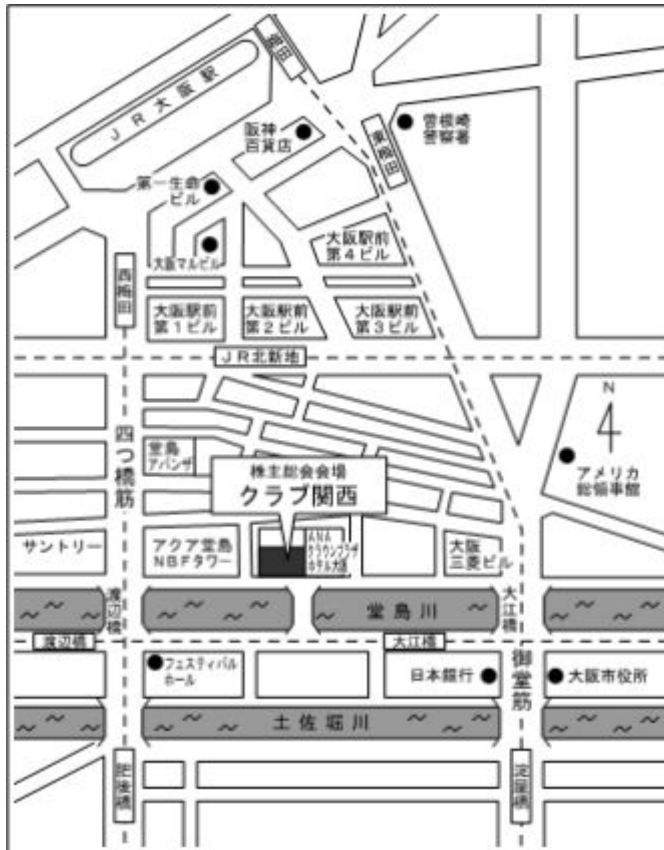 梅田
JR大阪駅
阪神
百貨店
曽根崎
警察署
東梅田
第一生命
ビル
大阪マルビル
大阪駅前
第4ビル
西梅田
大阪駅前
第1ビル
大阪駅前
第2ビル
大阪駅前
第3ビル
JR北新地
N
四つ橋筋
堂島
アバンザ
株主総会会場
クラブ関西
アメリカ
総領事館
サントリー
アクア堂島
NBFタワー
ANA
クラウンプラザ
ホテル大阪
大阪
三菱ビル
渡辺橋
堂島川
大江橋
渡辺橋
大江橋
フェスティバル
ホール
日本銀行
御堂筋
大阪市役所
土佐堀川
肥後橋
淀屋橋